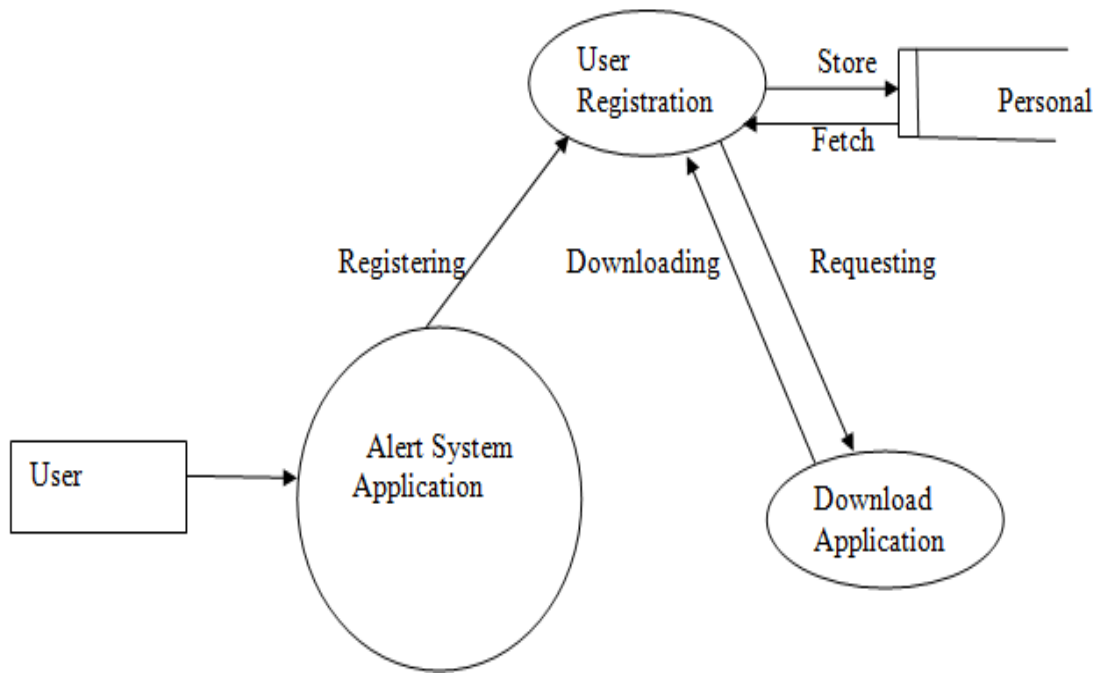 User
Registration
Store
Personal
Fetch
Registering
Downloading
Requesting
Alert System
Application
User
Download
Application